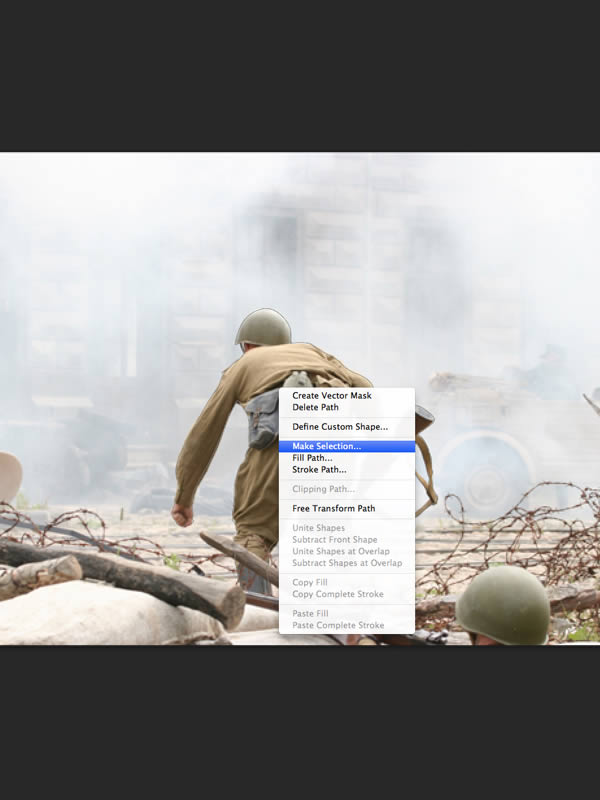 Create Vector Mask
Delete Path
Define Custom Shape...
Make Selection...
Fill Path...
Stroke Path...
Clipping Path...
Free Transform Path
Unite Shapes
Subtract Front Shape
Unite Shapes at Overlap
Subtract Shapes at Overlap
Copy Fill
Copy Complete Stroke
Paste Fill
Paste Complete Stroke